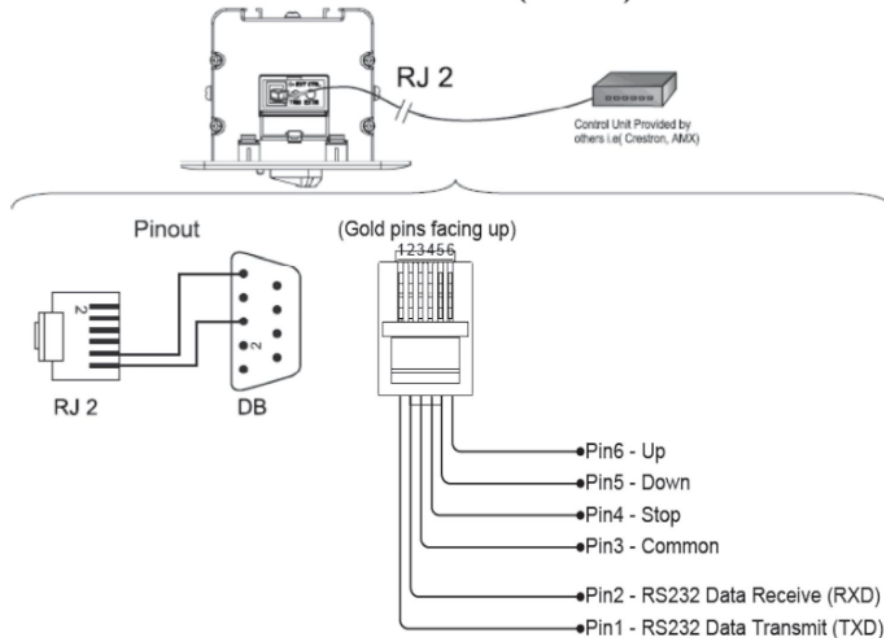 RJ 2
Control Unit Provided by
others i.e( Crestron, AMX)
Pinout
(Gold pins facing up)
123456
2
2
RJ 2
DB
Pin6 - Up
Pin5 - Down
Pin4 - Stop
Pin3 - Common
Pin2 - RS232 Data Receive (RXD)
Pin1 - RS232 Data Transmit (TXD)